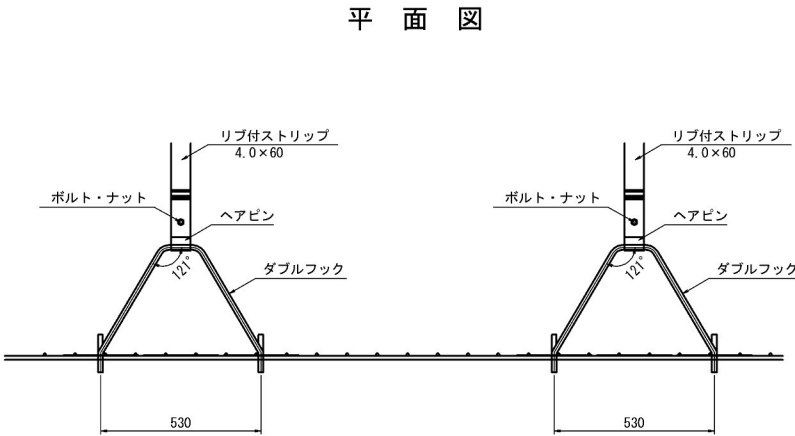 平面図
リブ付ストリップ
4.0×60
ボルト・ナット
ヘアピン
121°
ダブルフック
530
リブ付ストリップ
4.0×60
ボルト・ナット
ヘアピン
121°
ダブルフック
530